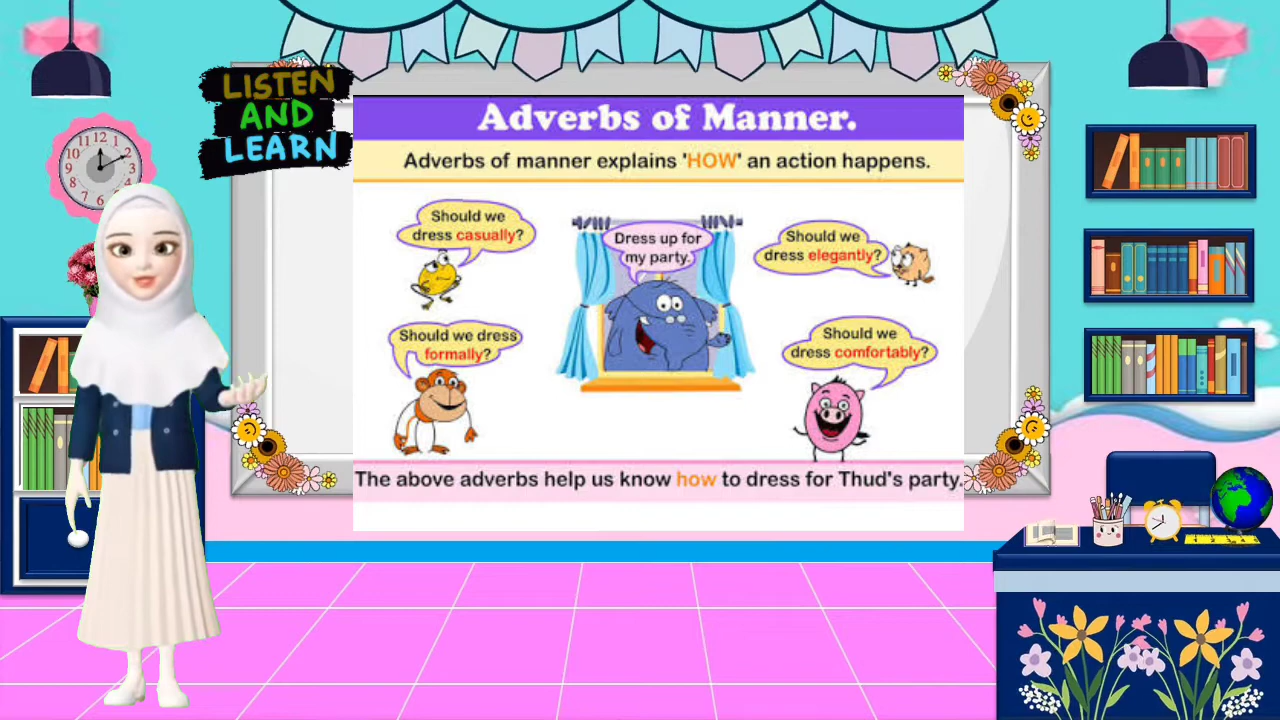 LISTEN
AND
LEARN
Adverbs of Manner.
Adverbs of manner explains 'HOW' an action happens.
Should we
dress casually?
Dress up for
my party.
Should we
dress elegantly?
Should we dress
formally?
Should we
dress comfortably?
The above adverbs help us know how to dress for Thud's party.